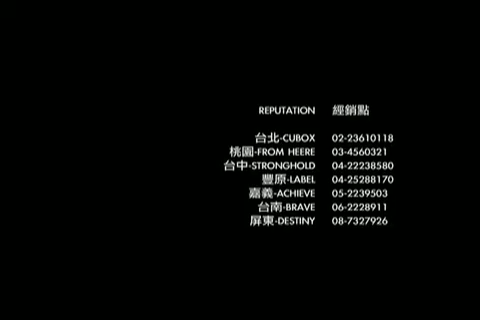 REPUTATION 經銷點
台北-CUBOX 02-23610118
桃園-FROM HEERE 03-4560321
台中-STRONGHOLD 04-22238580
豐原-LABEL 04-25288170
嘉義-ACHIEVE 05-2239503
台南-BRAVE 06-2228911
屏東-DESTINY 08-7327926